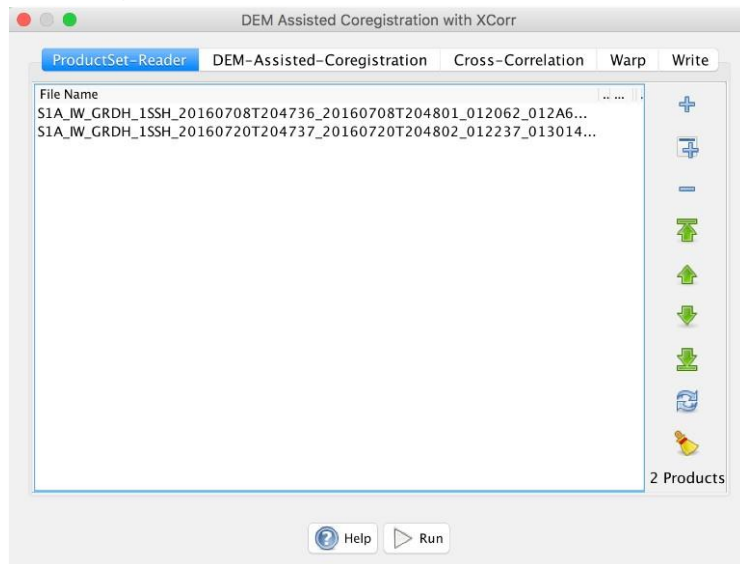 DEM Assisted Coregistration with XCorr
ProductSet-Reader DEM-Assisted-Coregistration Cross-Correlation Warp Write
File Name .. ... .
S1A_IW_GRDH_1SSH_20160708T204736_20160708T204801_012062_012A6...
S1A_IW_GRDH_1SSH_20160720T204737_20160720T204802_012237_013014...
2 Products
Help Run